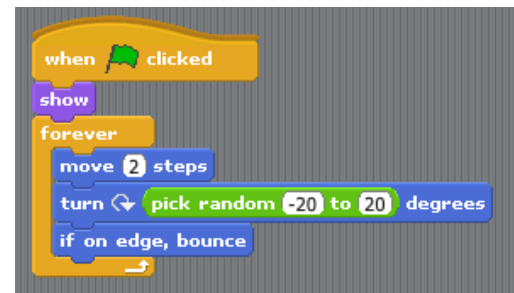 when clicked
show
forever
move 2 steps
turn pick random -20 to 20 degrees
if on edge, bounce